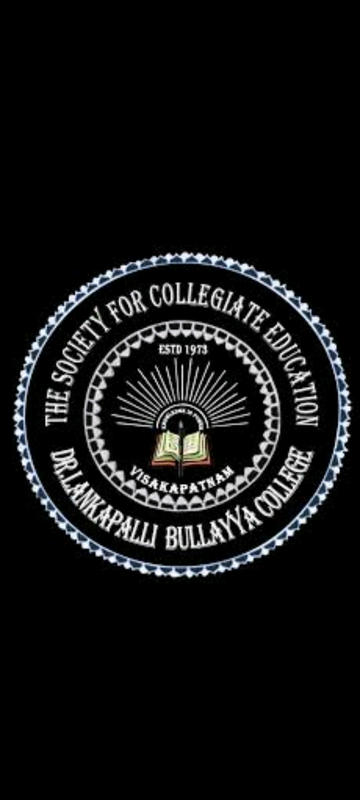 THE SOCIETY FOR COLLEGIATE EDUCATION
ESTD 1973
VISAKAPATNAM
DR.LANKAPALLI BULLAYYA COLLEGE